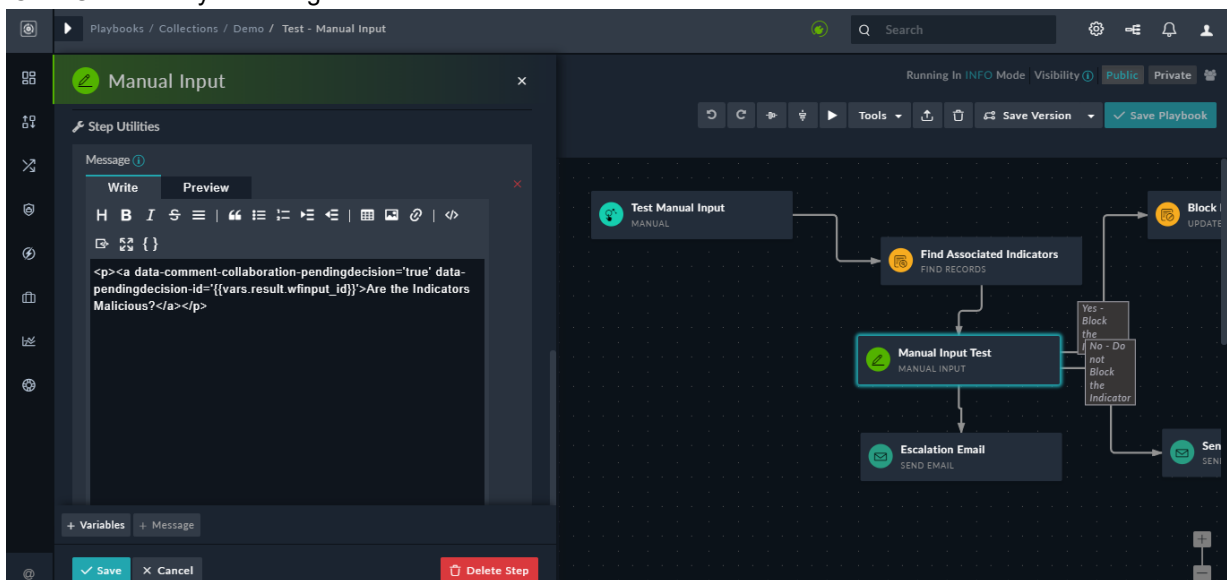 Playbooks / Collections / Demo / Test - Manual Input
Search
Manual Input
Running In INFO Mode Visibility Public Private
Tools
Save Version
Save Playbook
Step Utilities
Message
Write Preview
H B I S
<p><a data-comment-collaboration-pendingdecision='true' data-
pendingdecision-id='{{vars.result.wfinput_id}}'>Are the Indicators
Malicious?</a></p>
+ Variables + Message
Save X Cancel
Delete Step
Test Manual Input
MANUAL
Find Associated Indicators
FIND RECORDS
Block
UPDATE
Yes -
Block
the
No - Do
not
Block
the
Indicator
Manual Input Test
MANUAL INPUT
Escalation Email
SEND EMAIL
Sen
SEN